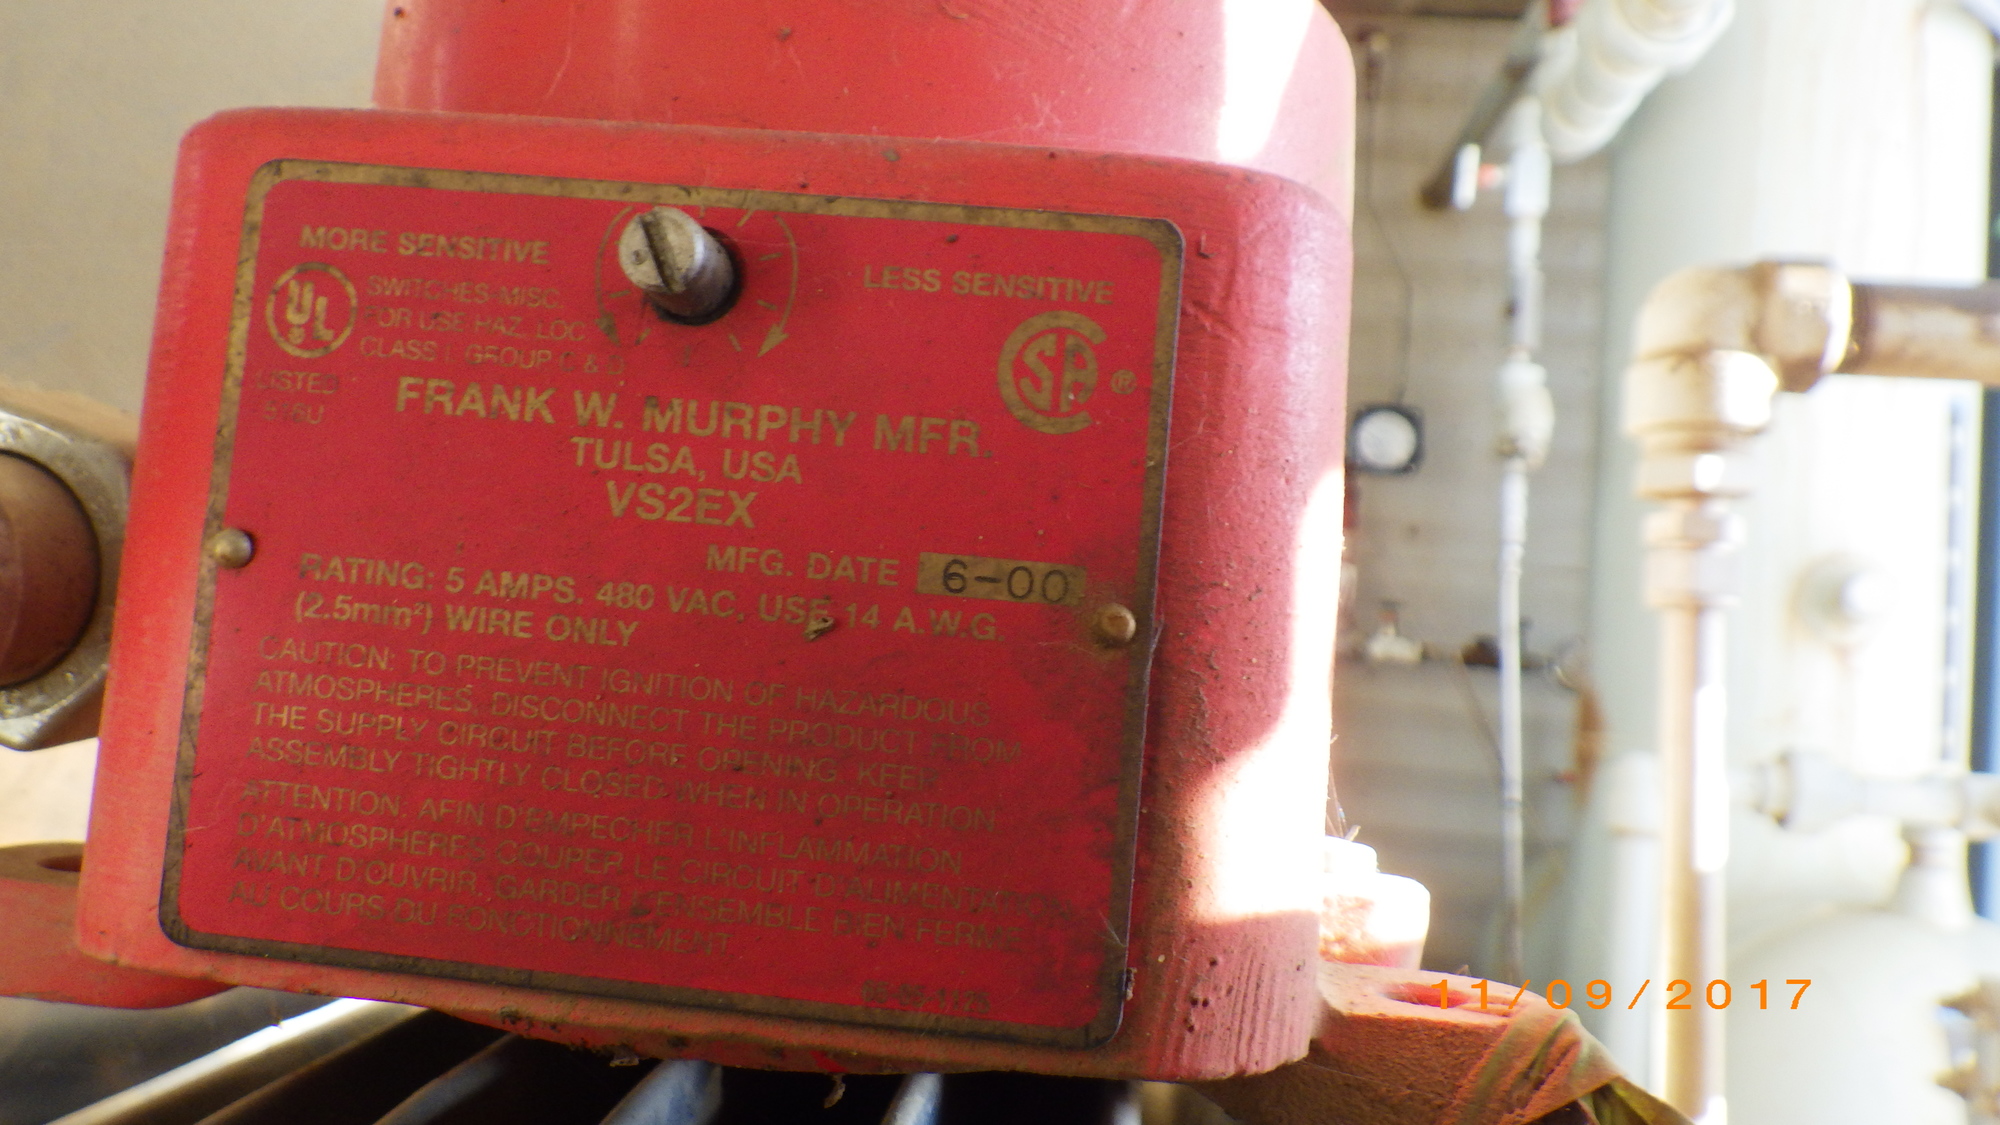 MORE SENSITIVE
LESS SENSITIVE
UL
SWITCHES-MISC.
FOR USE HAZ. LOC.
CLASS I, GROUP C & D
LISTED
SA ®
FRANK W. MURPHY MFR.
TULSA, USA
VS2EX
MFG. DATE 6-00
RATING: 5 AMPS. 480 VAC, USE 14 A.W.G.
(2.5mm²) WIRE ONLY
CAUTION: TO PREVENT IGNITION OF HAZARDOUS
ATMOSPHERES, DISCONNECT THE PRODUCT FROM
THE SUPPLY CIRCUIT BEFORE OPENING. KEEP
ASSEMBLY TIGHTLY CLOSED WHEN IN OPERATION
ATTENTION: AFIN D'EMPECHER L'INFLAMMATION
D'ATMOSPHERES COUPER LE CIRCUIT D'ALIMENTATION
AVANT D'OUVRIR. GARDER L'ENSEMBLE BIEN FERME
AU COURS DU FONCTIONNEMENT
11/09/2017